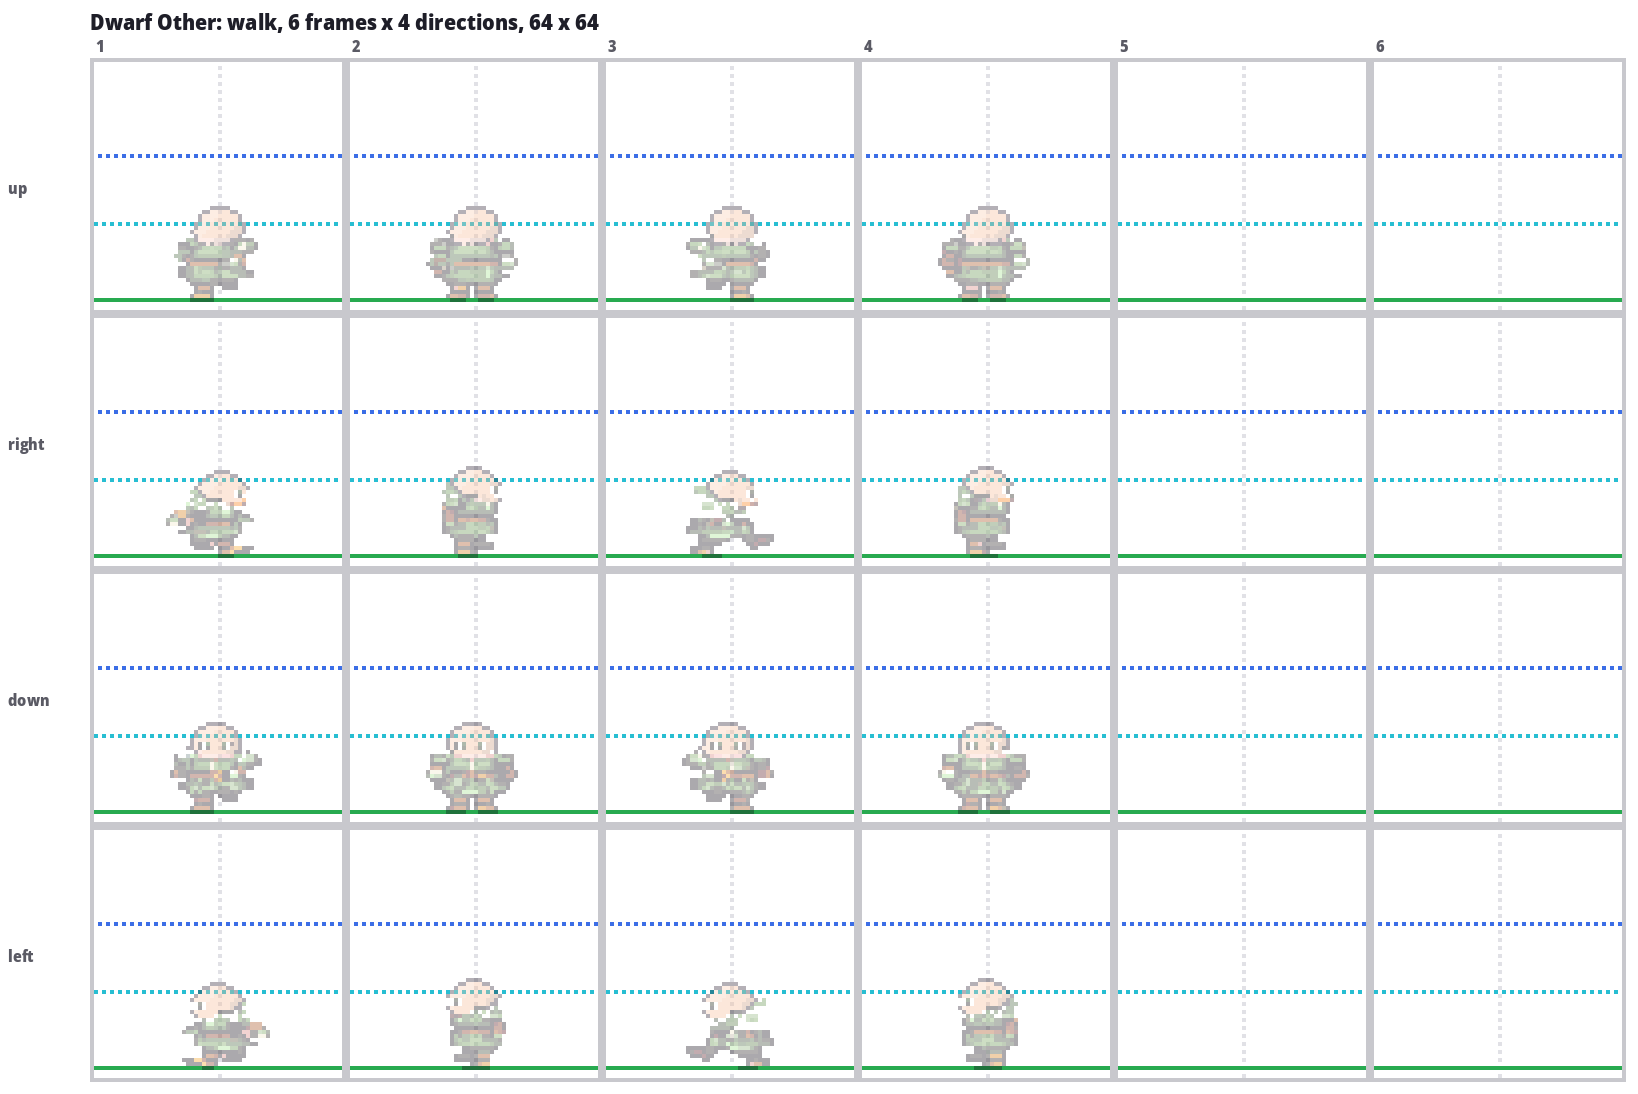 Dwarf Other: walk, 6 frames x 4 directions, 64 x 64
1 2 3 4 5 6
up
right
down
left